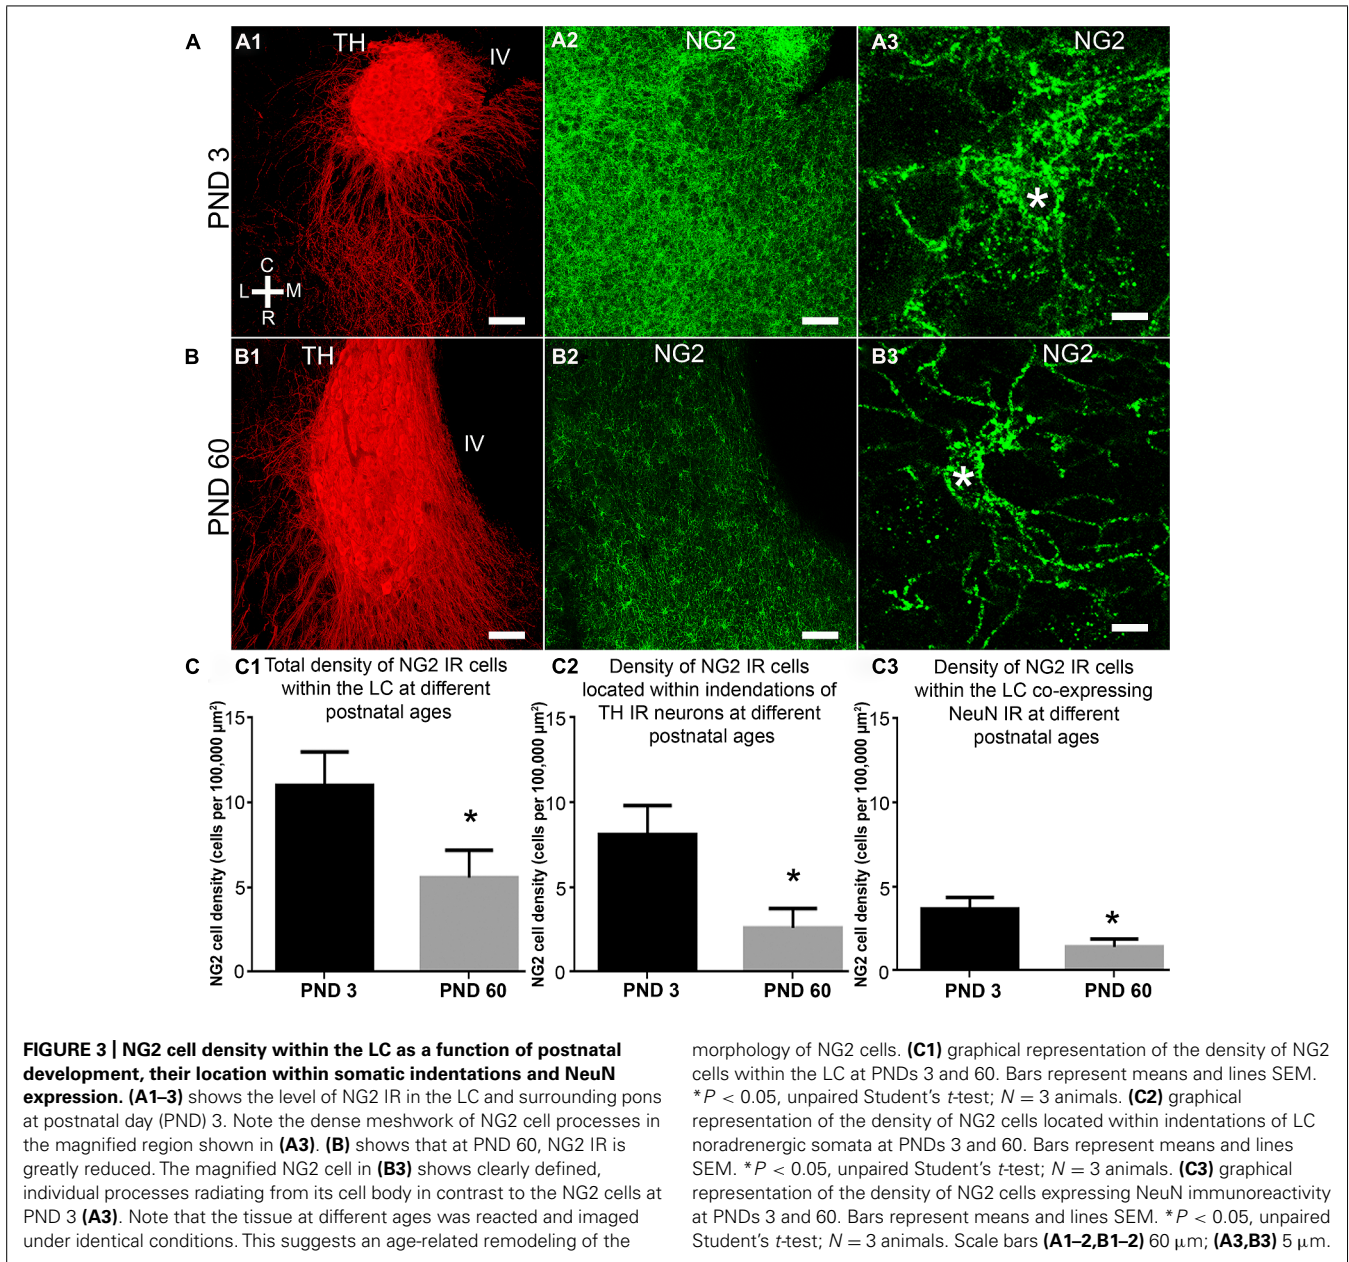 A A1 TH IV
A2 NG2
A3 NG2
PND 3
*
C
L M
R
B B1 TH IV
B2 NG2
B3 NG2
PND 60
*
C C1 Total density of NG2 IR cells
within the LC at different
postnatal ages
NG2 cell density (cells per 100,000 µm²)
15
10
5
0
*
PND 3 PND 60
C2 Density of NG2 IR cells
located within indendations of
TH IR neurons at different
postnatal ages
NG2 cell density (cells per 100,000 µm²)
15
10
5
0
*
PND 3 PND 60
C3 Density of NG2 IR cells
within the LC co-expressing
NeuN IR at different
postnatal ages
NG2 cell density (cells per 100,000 µm²)
15
10
5
0
*
PND 3 PND 60
FIGURE 3 | NG2 cell density within the LC as a function of postnatal
development, their location within somatic indentations and NeuN
expression. (A1–3) shows the level of NG2 IR in the LC and surrounding pons
at postnatal day (PND) 3. Note the dense meshwork of NG2 cell processes in
the magnified region shown in (A3). (B) shows that at PND 60, NG2 IR is
greatly reduced. The magnified NG2 cell in (B3) shows clearly defined,
individual processes radiating from its cell body in contrast to the NG2 cells at
PND 3 (A3). Note that the tissue at different ages was reacted and imaged
under identical conditions. This suggests an age-related remodeling of the
morphology of NG2 cells. (C1) graphical representation of the density of NG2
cells within the LC at PNDs 3 and 60. Bars represent means and lines SEM.
*P < 0.05, unpaired Student's t-test; N = 3 animals. (C2) graphical
representation of the density of NG2 cells located within indentations of LC
noradrenergic somata at PNDs 3 and 60. Bars represent means and lines
SEM. *P < 0.05, unpaired Student's t-test; N = 3 animals. (C3) graphical
representation of the density of NG2 cells expressing NeuN immunoreactivity
at PNDs 3 and 60. Bars represent means and lines SEM. *P < 0.05, unpaired
Student's t-test; N = 3 animals. Scale bars (A1–2,B1–2) 60 µm; (A3,B3) 5 µm.